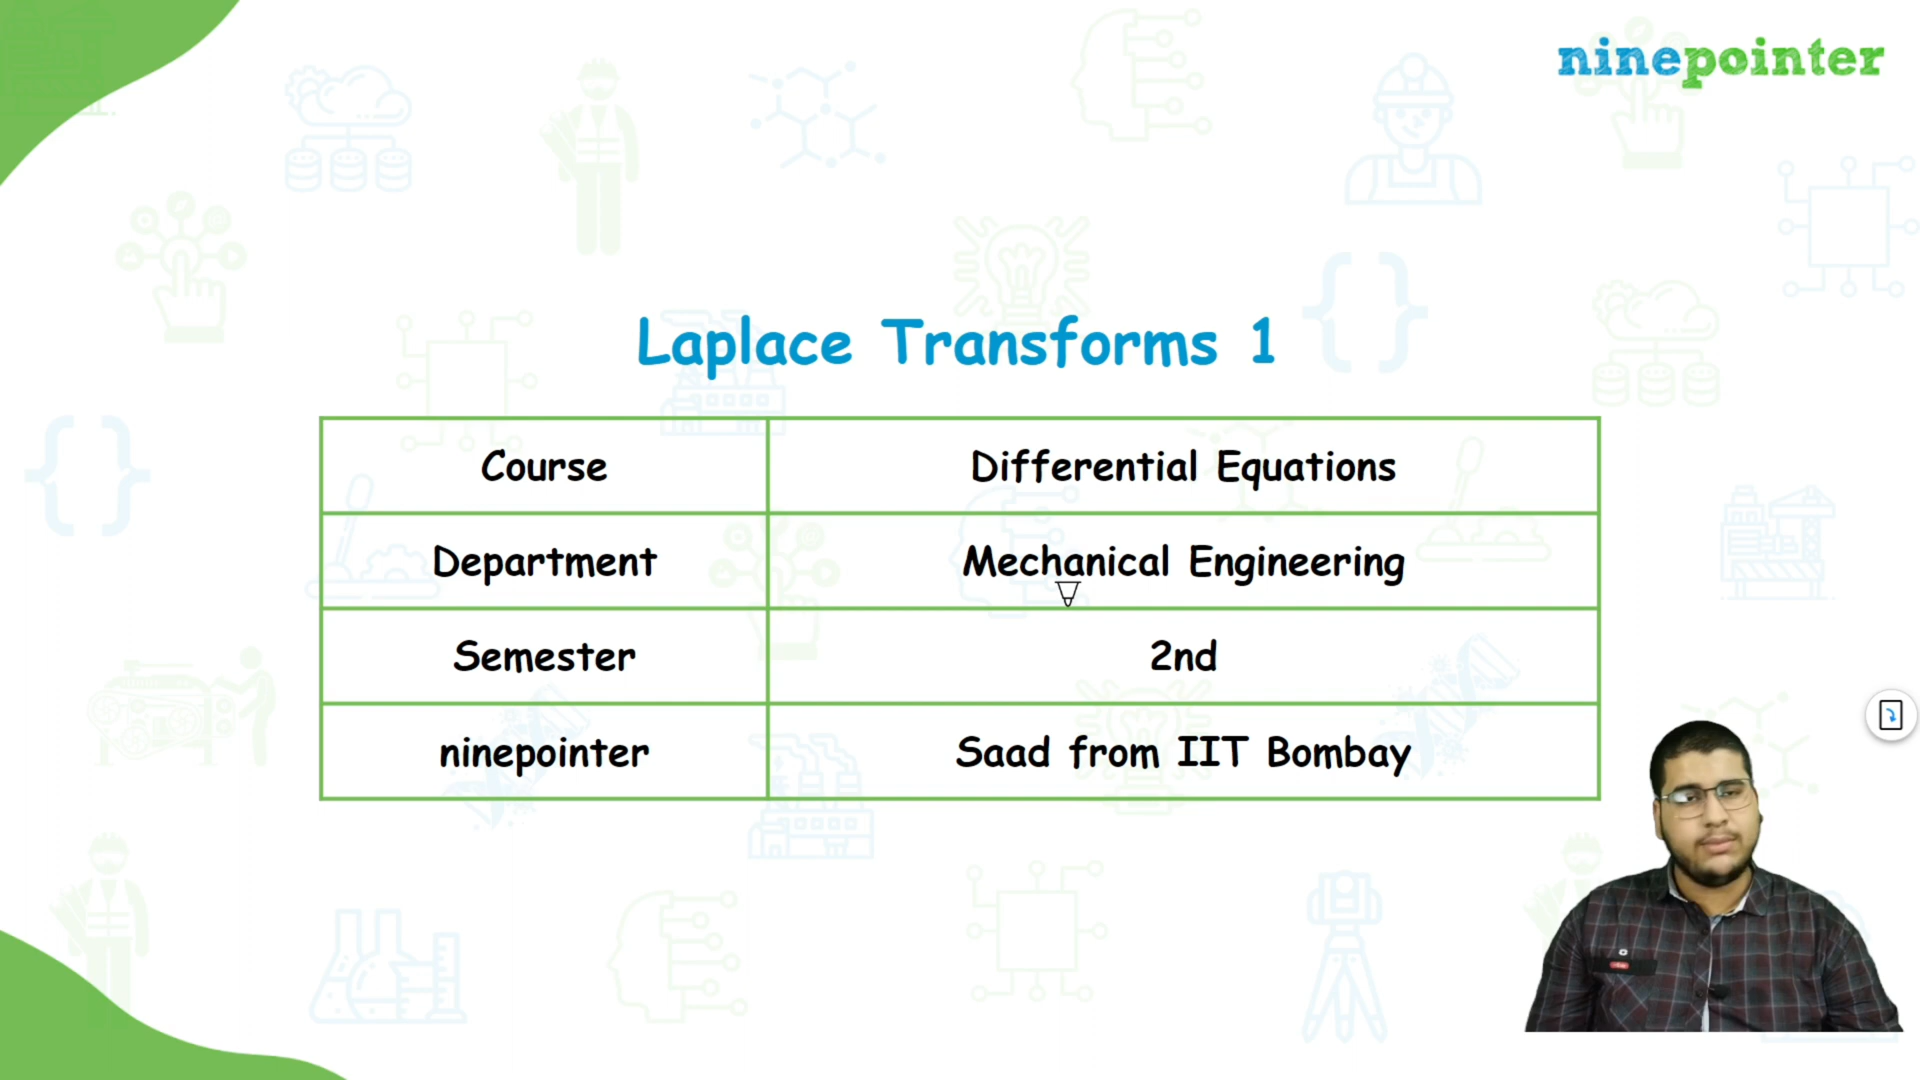 ninepointer
Laplace Transforms 1
Course Differential Equations
Department Mechanical Engineering
Semester 2nd
ninepointer Saad from IIT Bombay